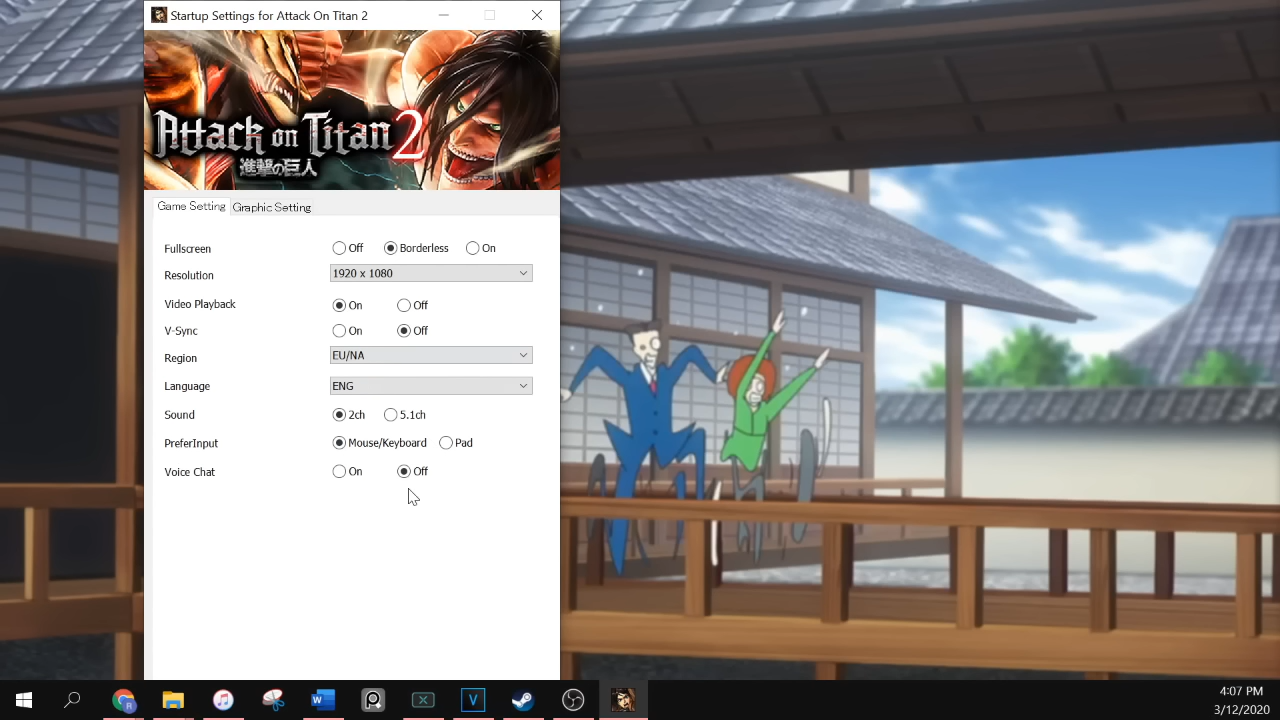 Startup Settings for Attack On Titan 2
Attack on Titan 2
進撃の巨人
Game Setting Graphic Setting
Fullscreen Off Borderless On
Resolution 1920 x 1080
Video Playback On Off
V-Sync On Off
Region EU/NA
Language ENG
Sound 2ch 5.1ch
PreferInput Mouse/Keyboard Pad
Voice Chat On Off
R W V
4:07 PM
3/12/2020